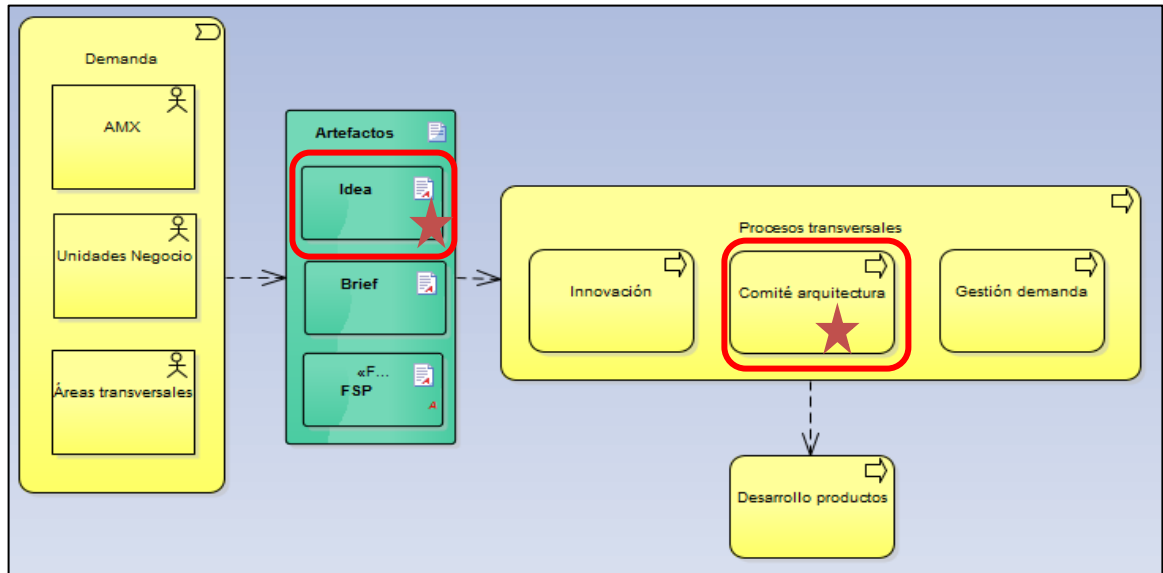 Demanda
AMX
Unidades Negocio
Áreas transversales
Artefactos
Idea
Brief
«F...
FSP
A
Procesos transversales
Innovación
Comité arquitectura
Gestión demanda
Desarrollo productos